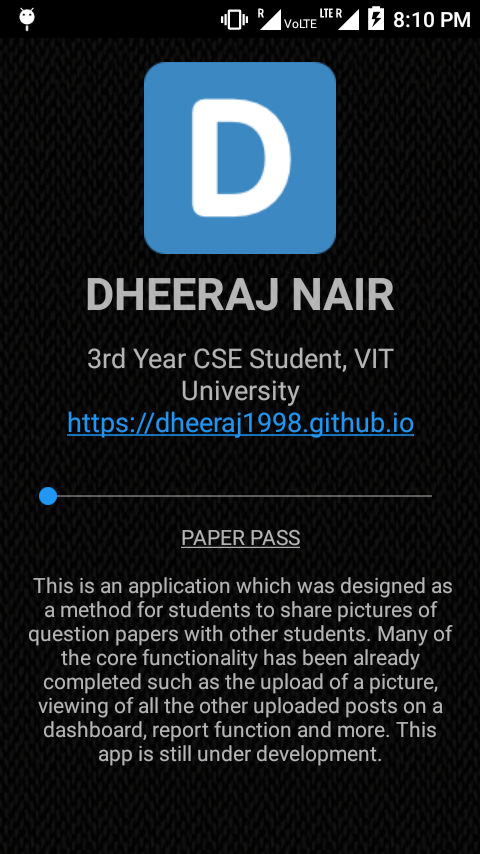 R VoLTE LTE R 8:10 PM
D
DHEERAJ NAIR
3rd Year CSE Student, VIT
University
https://dheeraj1998.github.io
PAPER PASS
This is an application which was designed as
a method for students to share pictures of
question papers with other students. Many of
the core functionality has been already
completed such as the upload of a picture,
viewing of all the other uploaded posts on a
dashboard, report function and more. This
app is still under development.